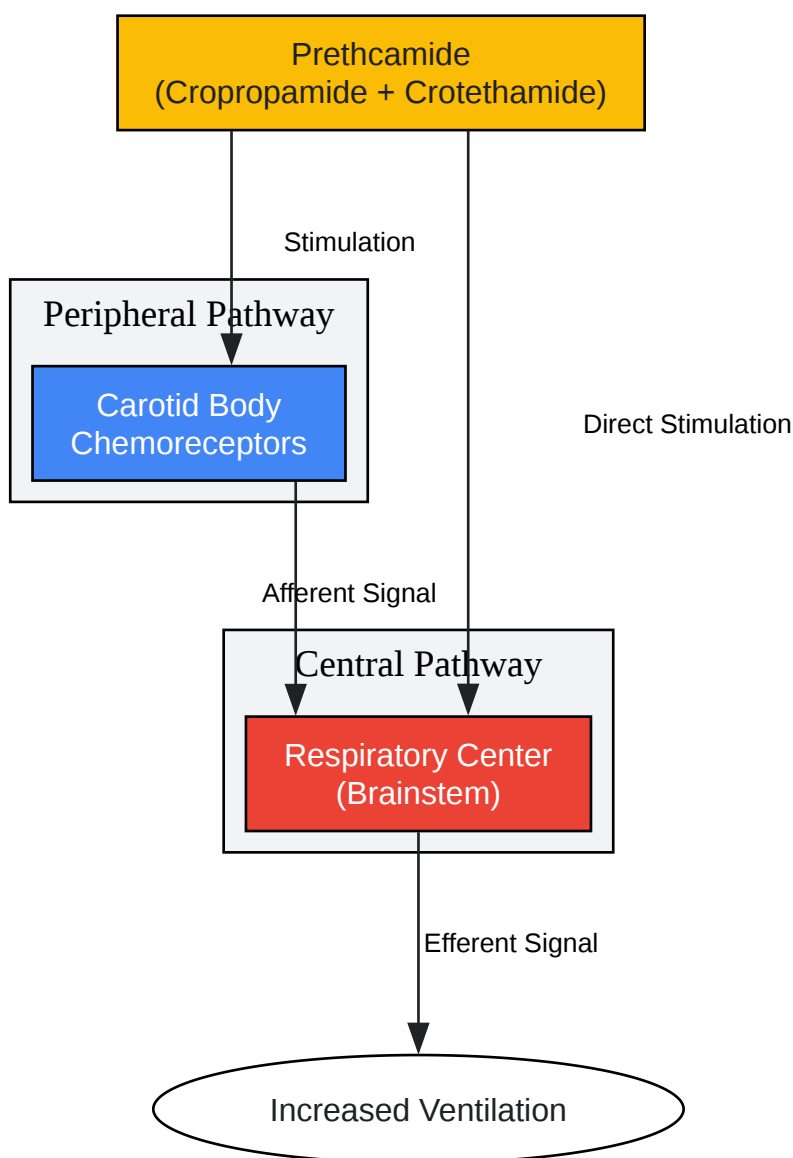 Prethcamide
(Cropropamide + Crotethamide)
Stimulation
Peripheral Pathway
Carotid Body
Chemoreceptors
Direct Stimulation
Afferent Signal
Central Pathway
Respiratory Center
(Brainstem)
Efferent Signal
Increased Ventilation